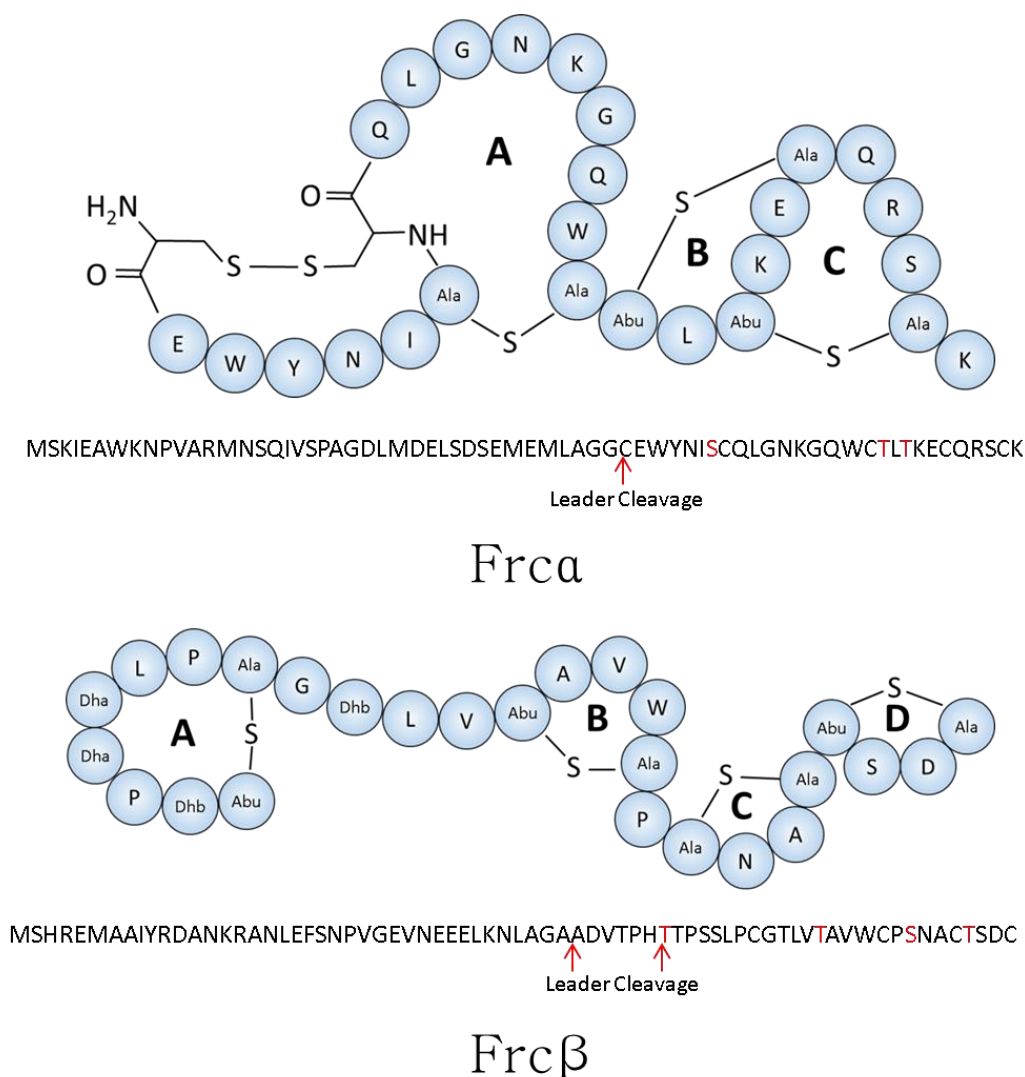 G N
L K
Q G
A
Ala Q
Q
O
H₂N
NH
W
S
E R
B
K C S
O
S S
Ala Ala
Abu L Abu
Ala
E W Y N I
S
S
K
MSKIEAWKNPVARMNSQIVSPAGDLMDELSDSEMEMLAGGCEWYNISCQLGNKGQWCTLTKECQRSCK
Leader Cleavage
Frcα
L P Ala
A V
Dha
G
Dhb L V Abu
B
W
S
Abu
D
Ala
A
S
Dha
S
Ala
S
Ala
S D
P Dhb Abu
P
C
Ala N A
MSHREMAAIYRDANKRANLEFSNPVGEVNEEELKNLAGAADVTPHTTPSSLPCGTLVTAVWCPSNACTSDC
Leader Cleavage
Frcβ